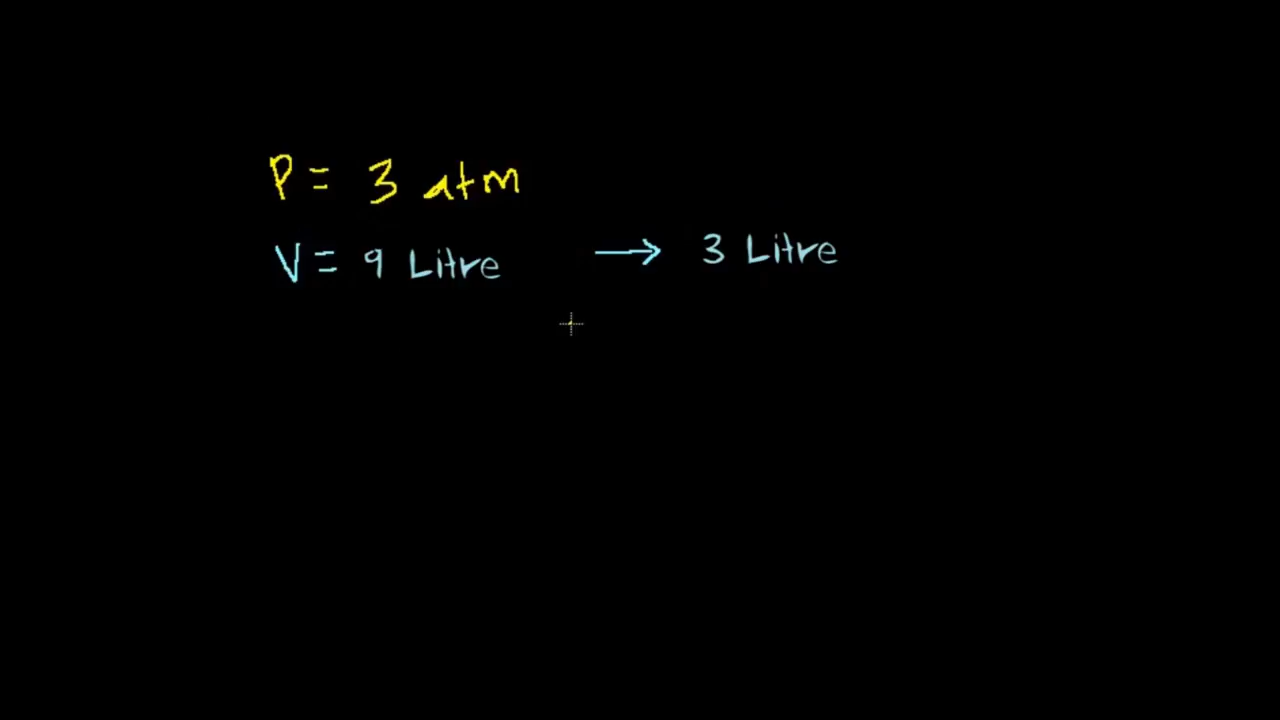 P = 3 atm
V = 9 Litre → 3 Litre